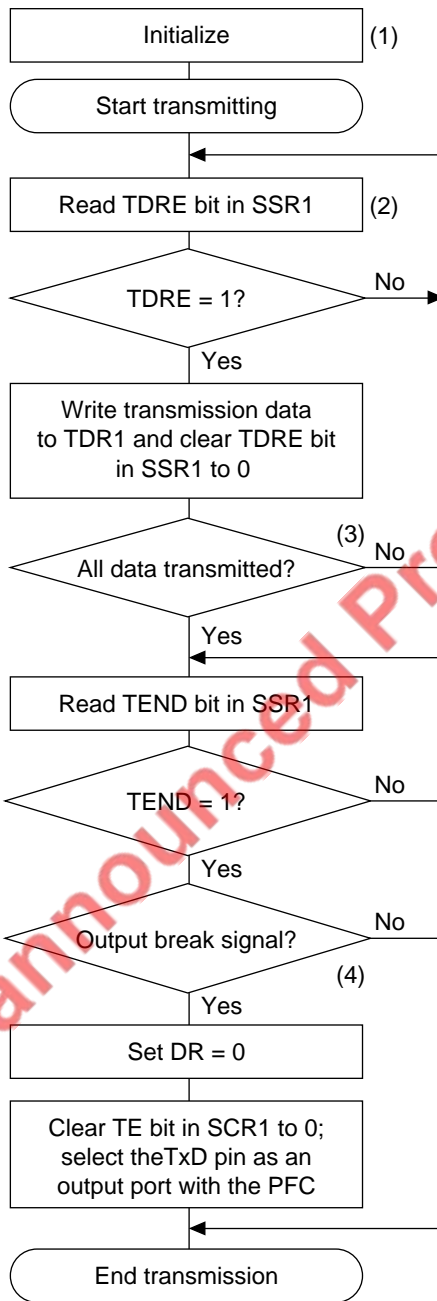 Initialize
(1)
Start transmitting
Read TDRE bit in SSR1
(2)
TDRE = 1?
No
Yes
Write transmission data
to TDR1 and clear TDRE bit
in SSR1 to 0
(3)
All data transmitted?
No
Yes
Read TEND bit in SSR1
TEND = 1?
No
Yes
Output break signal?
No
(4)
Yes
Set DR = 0
Clear TE bit in SCR1 to 0;
select theTxD pin as an
output port with the PFC
End transmission
announced